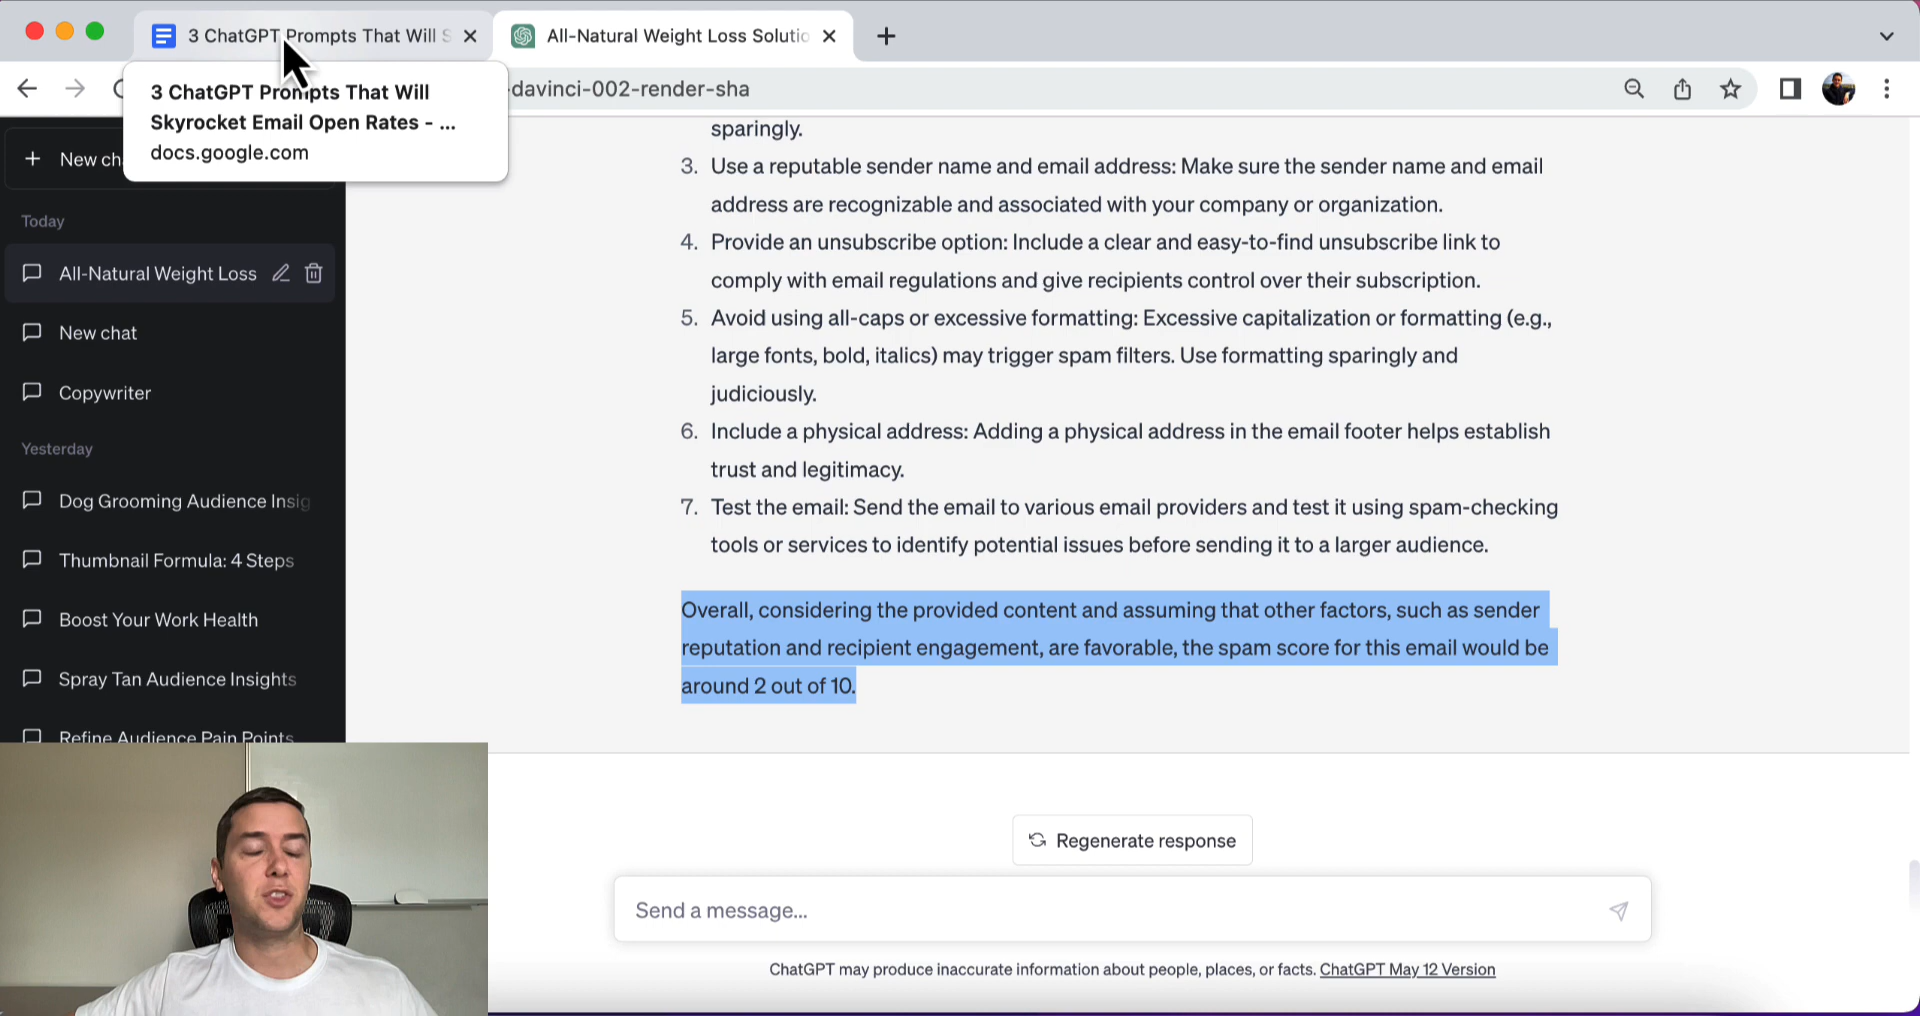 3 ChatGPT Prompts That Will S
All-Natural Weight Loss Solutio
3 ChatGPT Prompts That Will
Skyrocket Email Open Rates - ...
docs.google.com
-davinci-002-render-sha
New ch
Today
All-Natural Weight Loss
New chat
Copywriter
Yesterday
Dog Grooming Audience Insig
Thumbnail Formula: 4 Steps
Boost Your Work Health
Spray Tan Audience Insights
Refine Audience Pain Points
sparingly.
3. Use a reputable sender name and email address: Make sure the sender name and email
address are recognizable and associated with your company or organization.
4. Provide an unsubscribe option: Include a clear and easy-to-find unsubscribe link to
comply with email regulations and give recipients control over their subscription.
5. Avoid using all-caps or excessive formatting: Excessive capitalization or formatting (e.g.,
large fonts, bold, italics) may trigger spam filters. Use formatting sparingly and
judiciously.
6. Include a physical address: Adding a physical address in the email footer helps establish
trust and legitimacy.
7. Test the email: Send the email to various email providers and test it using spam-checking
tools or services to identify potential issues before sending it to a larger audience.
Overall, considering the provided content and assuming that other factors, such as sender
reputation and recipient engagement, are favorable, the spam score for this email would be
around 2 out of 10.
Regenerate response
Send a message...
ChatGPT may produce inaccurate information about people, places, or facts. ChatGPT May 12 Version